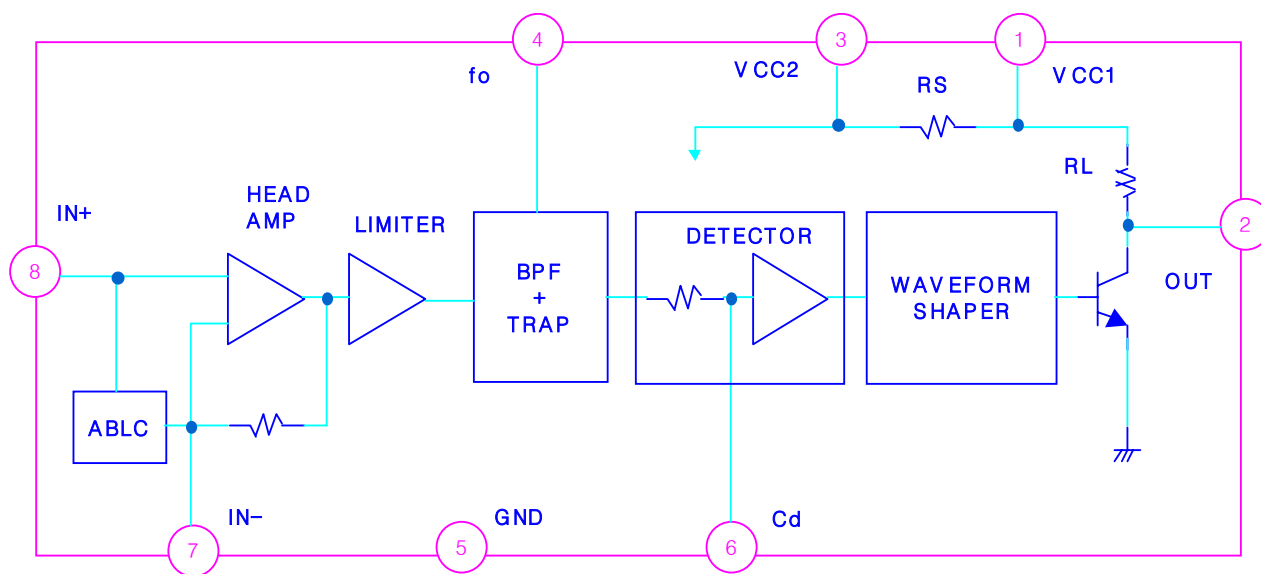 4
3
1
fo
VCC2
VCC1
RS
RL
HEAD
AMP
LIMITER
IN+
8
BPF
+
TRAP
DETECTOR
WAVEFORM
SHAPER
2
OUT
ABLC
IN-
7
5
GND
6
Cd